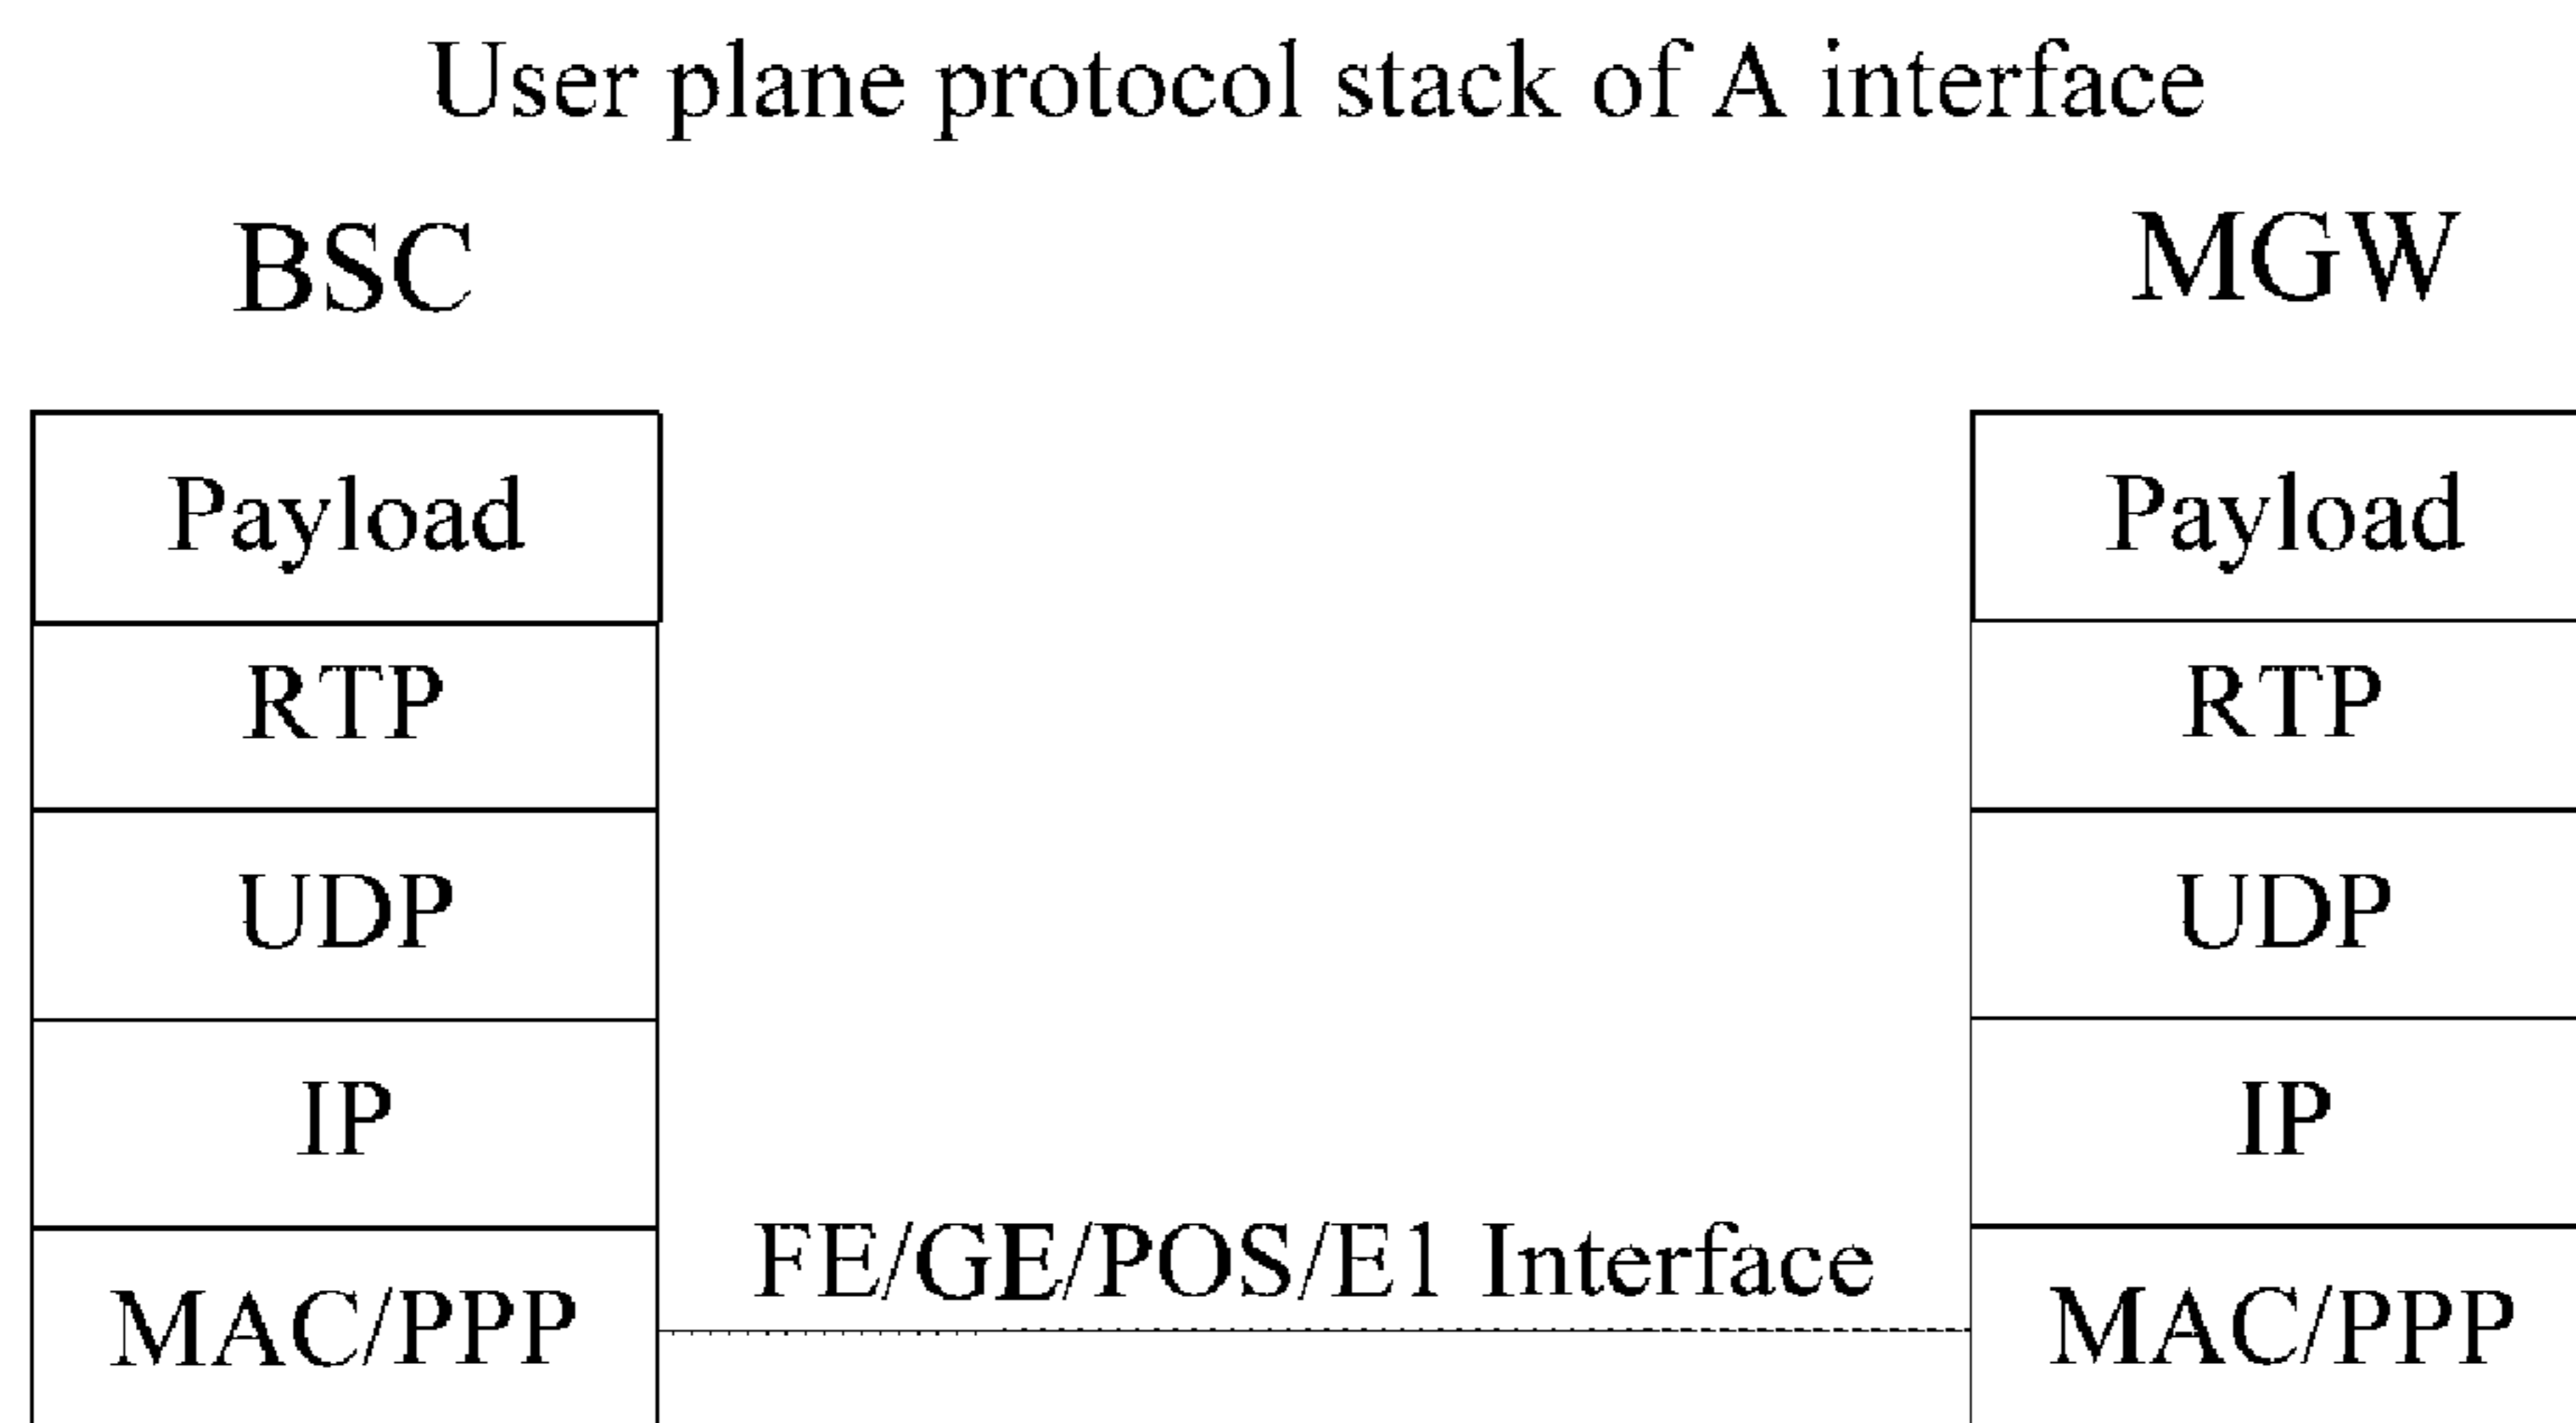 User plane protocol stack of A interface
BSC MGW
Payload Payload
RTP RTP
UDP UDP
IP IP
FE/GE/POS/E1 Interface
MAC/PPP MAC/PPP